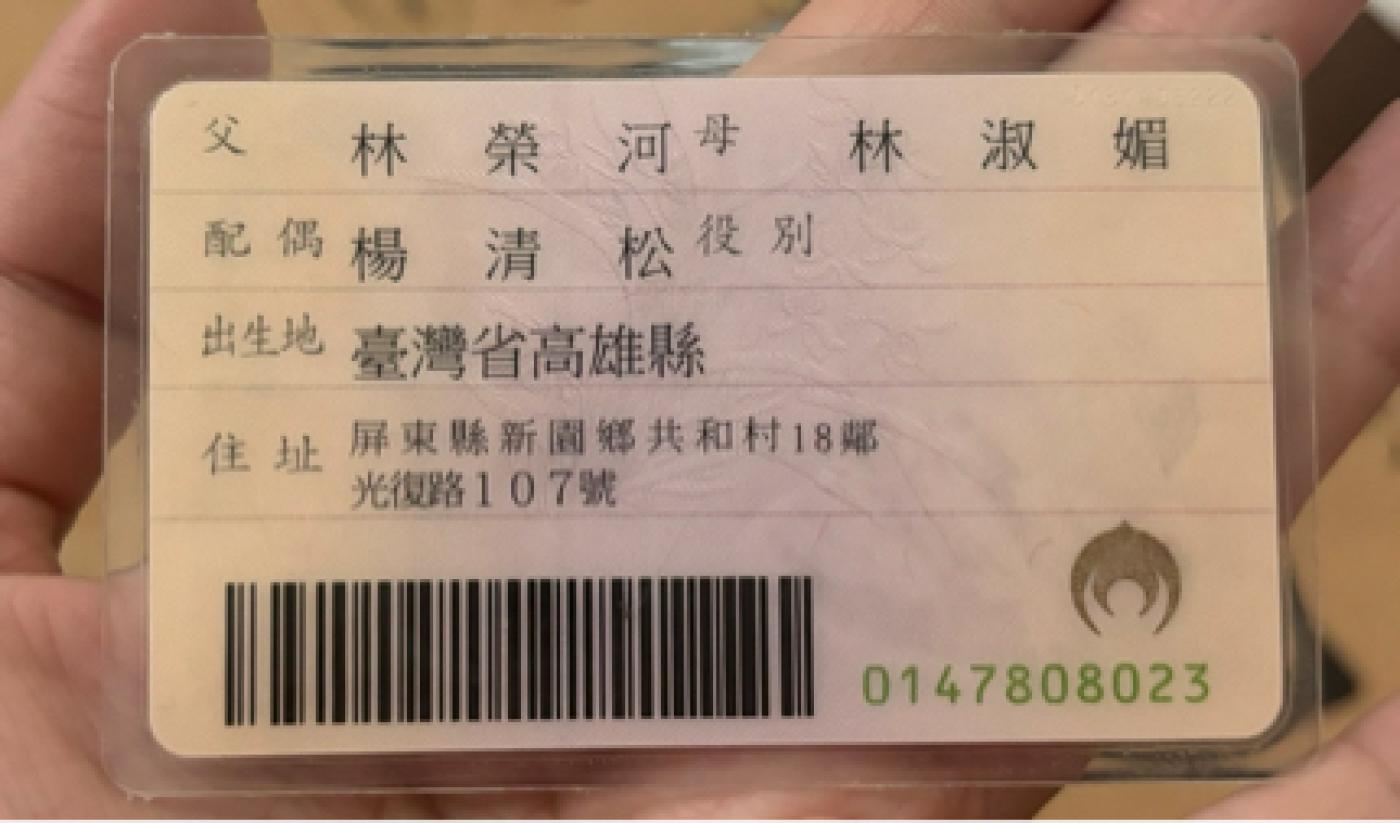 父 林榮河 母 林淑媚
配偶 楊清松 役別
出生地 臺灣省高雄縣
住址 屏東縣新園鄉共和村18鄰
光復路107號
0147808023